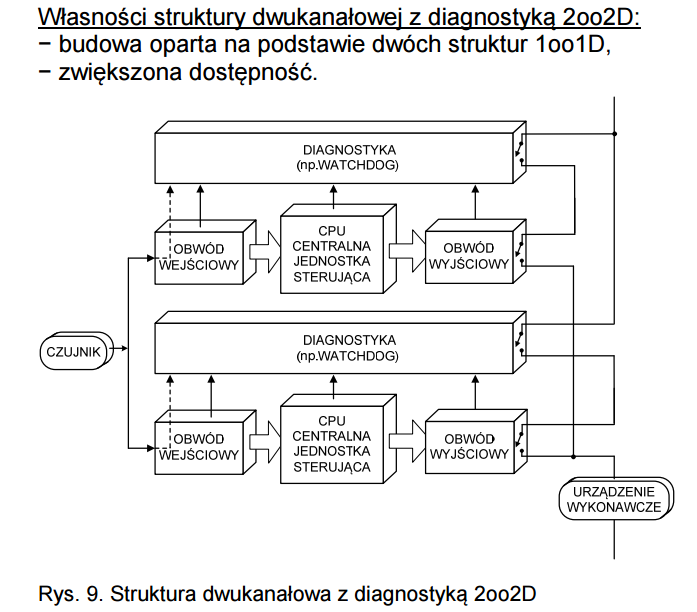 Własności struktury dwukanałowej z diagnostyką 2oo2D:
− budowa oparta na podstawie dwóch struktur 1oo1D,
− zwiększona dostępność.
DIAGNOSTYKA
(np.WATCHDOG)
OBWÓD
WEJŚCIOWY
CPU
CENTRALNA
JEDNOSTKA
STERUJĄCA
OBWÓD
WYJŚCIOWY
CZUJNIK
DIAGNOSTYKA
(np.WATCHDOG)
OBWÓD
WEJŚCIOWY
CPU
CENTRALNA
JEDNOSTKA
STERUJĄCA
OBWÓD
WYJŚCIOWY
URZĄDZENIE
WYKONAWCZE
Rys. 9. Struktura dwukanałowa z diagnostyką 2oo2D